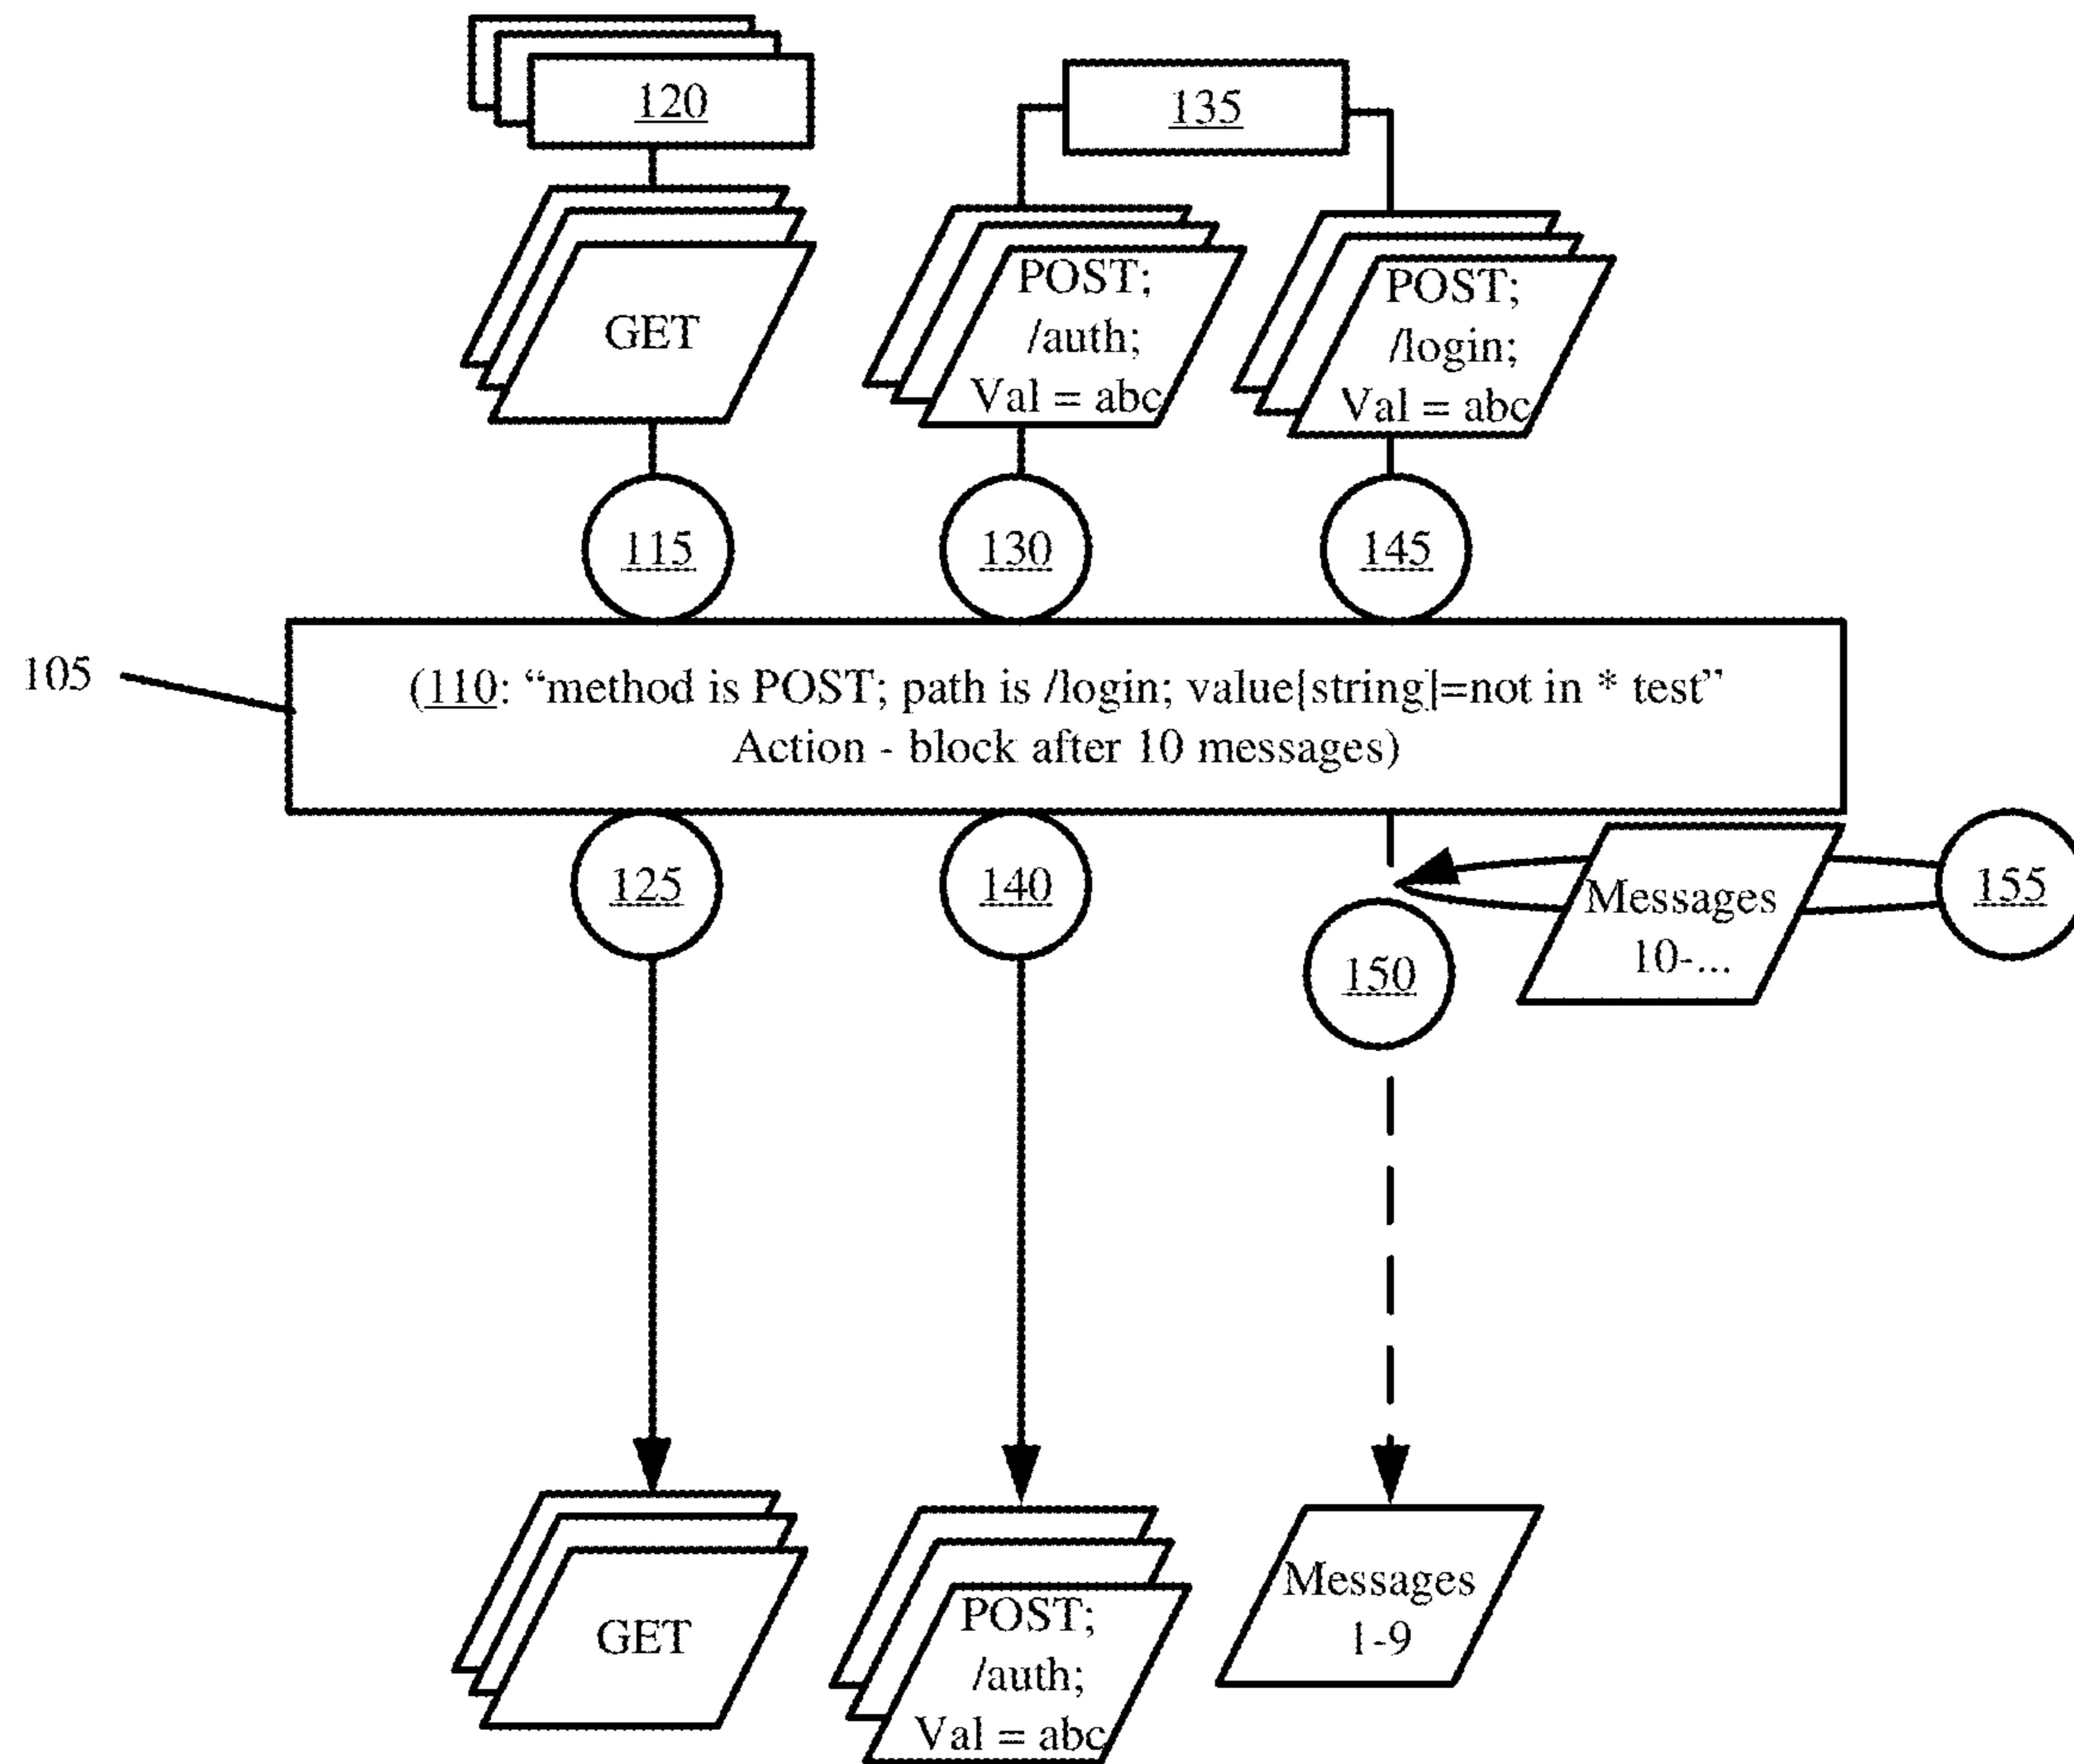 120
135
GET
POST;
/auth;
Val = abc
POST;
/login;
Val = abc
115
130
145
105
(110: “method is POST; path is /login; value[string]=not in * test”
Action - block after 10 messages)
125
140
150
Messages
10-...
155
GET
POST;
/auth;
Val = abc
Messages
1-9